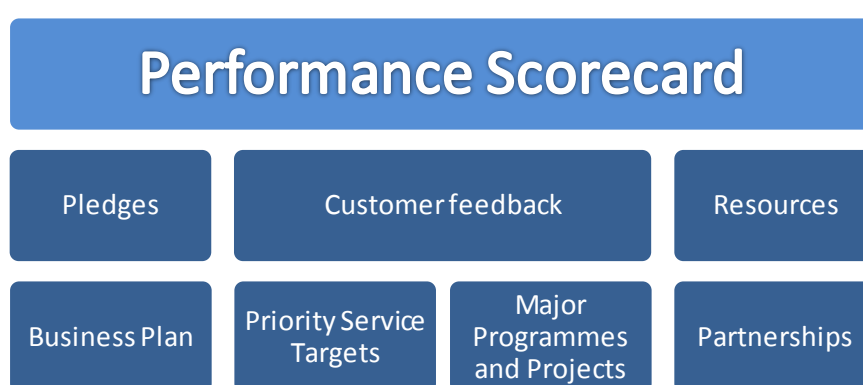 Performance Scorecard
Pledges
Customer feedback
Resources
Business Plan
Priority Service
Targets
Major
Programmes
and Projects
Partnerships